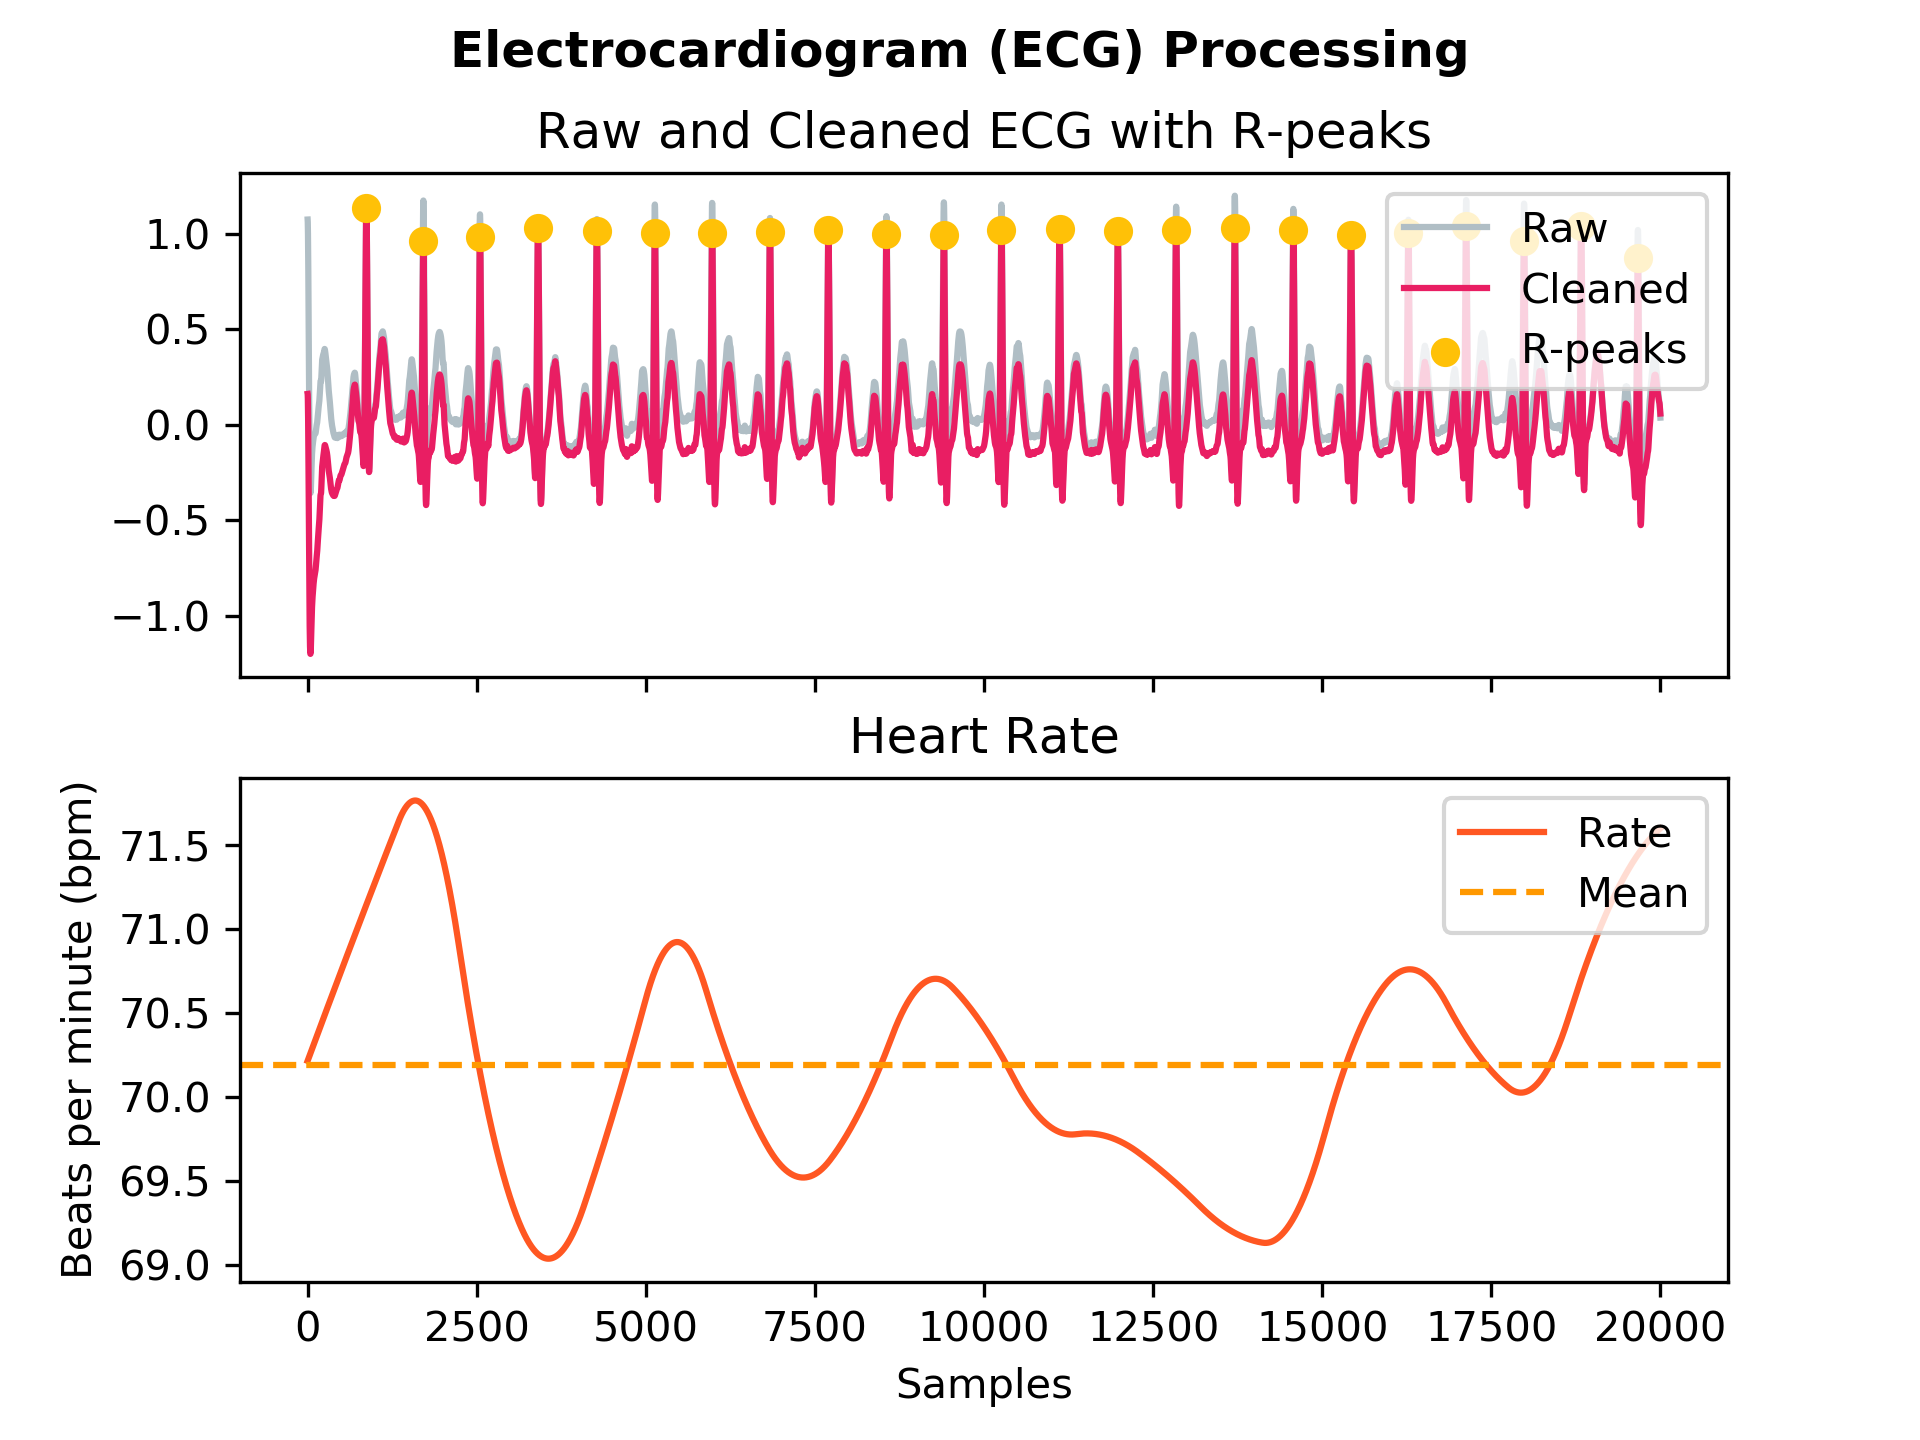 Electrocardiogram (ECG) Processing
Raw and Cleaned ECG with R-peaks
1.0
0.5
0.0
−0.5
−1.0
Raw
Cleaned
R-peaks
Heart Rate
Beats per minute (bpm)
71.5
71.0
70.5
70.0
69.5
69.0
Rate
Mean
0 2500 5000 7500 10000 12500 15000 17500 20000
Samples